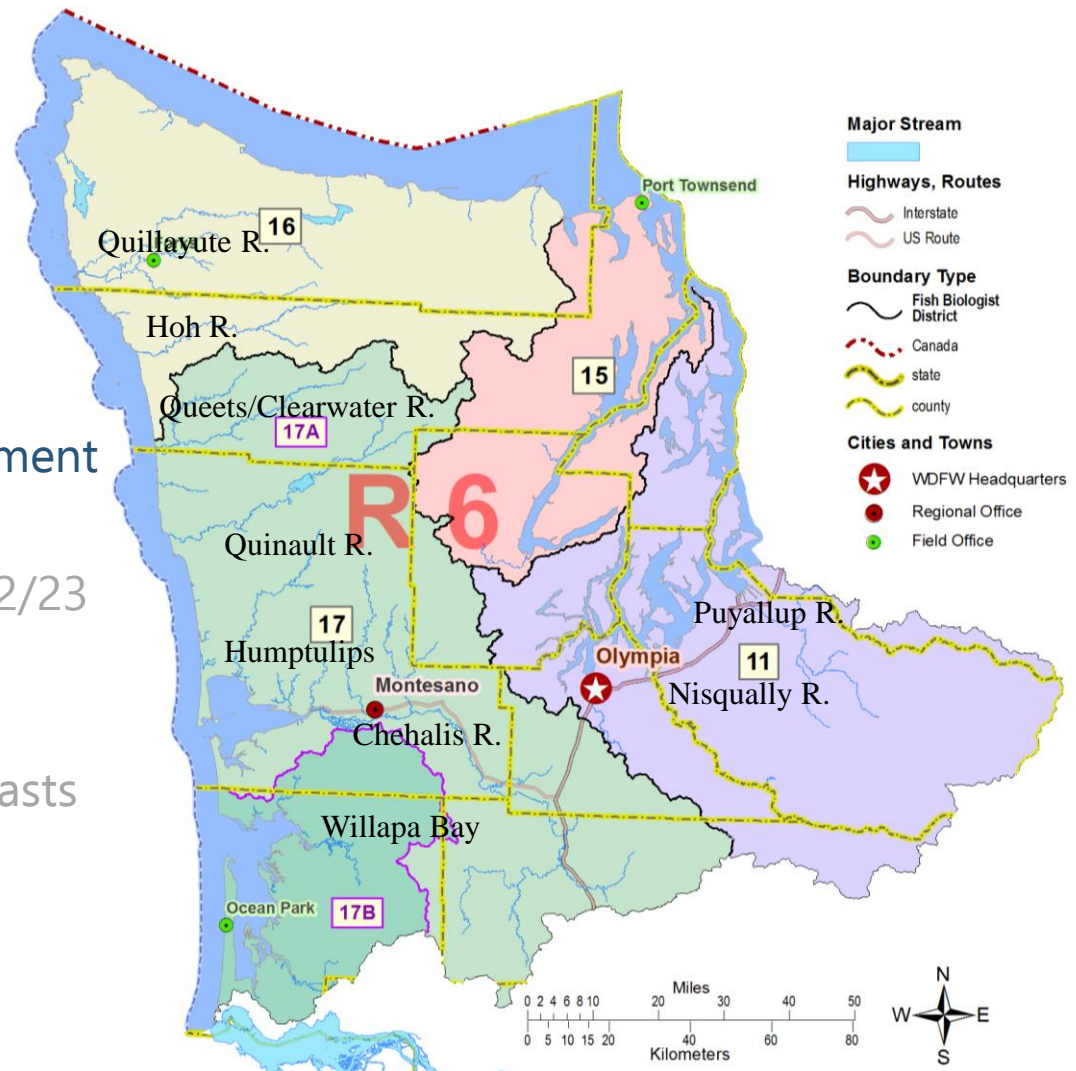 Port Townsend
16
Quillayute R.
Hoh R.
15
Queets/Clearwater R.
17A
R 6
Quinault R.
17
Humptulips
Montesano
Chehalis R.
Puyallup R.
Olympia
11
Nisqually R.
Willapa Bay
Ocean Park
17B
ment
2/23
asts
Major Stream
Highways, Routes
Interstate
US Route
Boundary Type
Fish Biologist
District
Canada
state
county
Cities and Towns
WDFW Headquarters
Regional Office
Field Office
Miles
0 2 4 6 8 10 20 30 40 50
0 5 10 15 20 40 60 80
Kilometers
N
W E
S